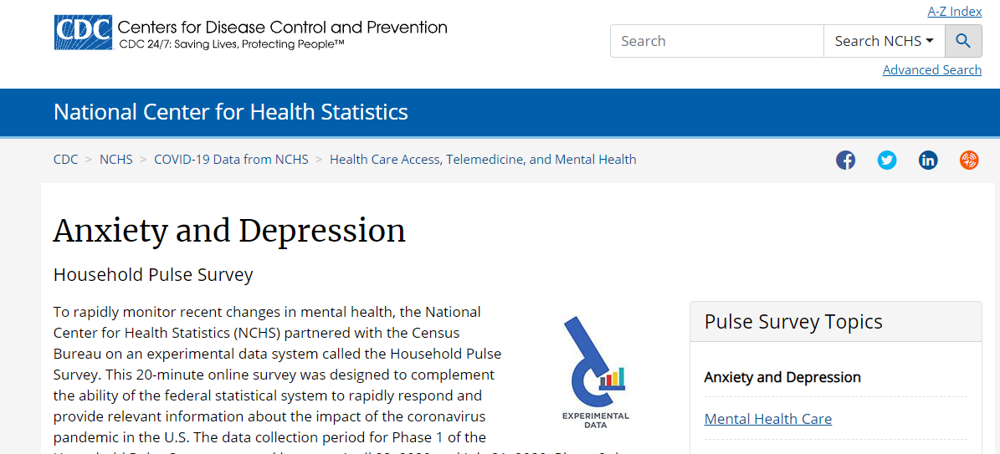 A-Z Index
CDC Centers for Disease Control and Prevention
CDC 24/7: Saving Lives, Protecting People™
Search
Search NCHS
Advanced Search
National Center for Health Statistics
CDC > NCHS > COVID-19 Data from NCHS > Health Care Access, Telemedicine, and Mental Health
Anxiety and Depression
Household Pulse Survey
To rapidly monitor recent changes in mental health, the National
Center for Health Statistics (NCHS) partnered with the Census
Bureau on an experimental data system called the Household Pulse
Survey. This 20-minute online survey was designed to complement
the ability of the federal statistical system to rapidly respond and
provide relevant information about the impact of the coronavirus
pandemic in the U.S. The data collection period for Phase 1 of the
EXPERIMENTAL
DATA
Pulse Survey Topics
Anxiety and Depression
Mental Health Care